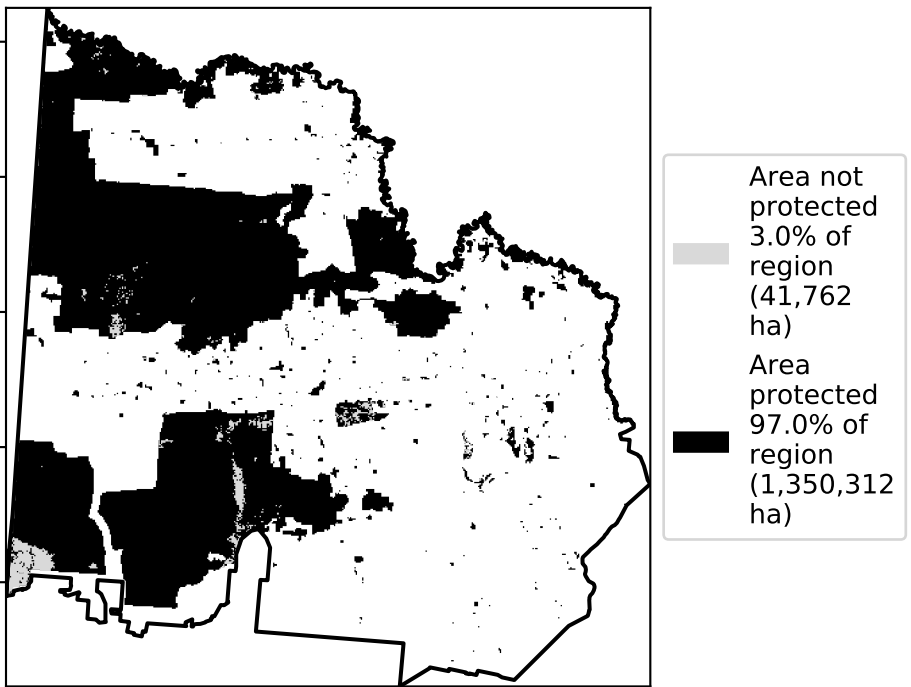 Area not
protected
3.0% of
region
(41,762
ha)
Area
protected
97.0% of
region
(1,350,312
ha)